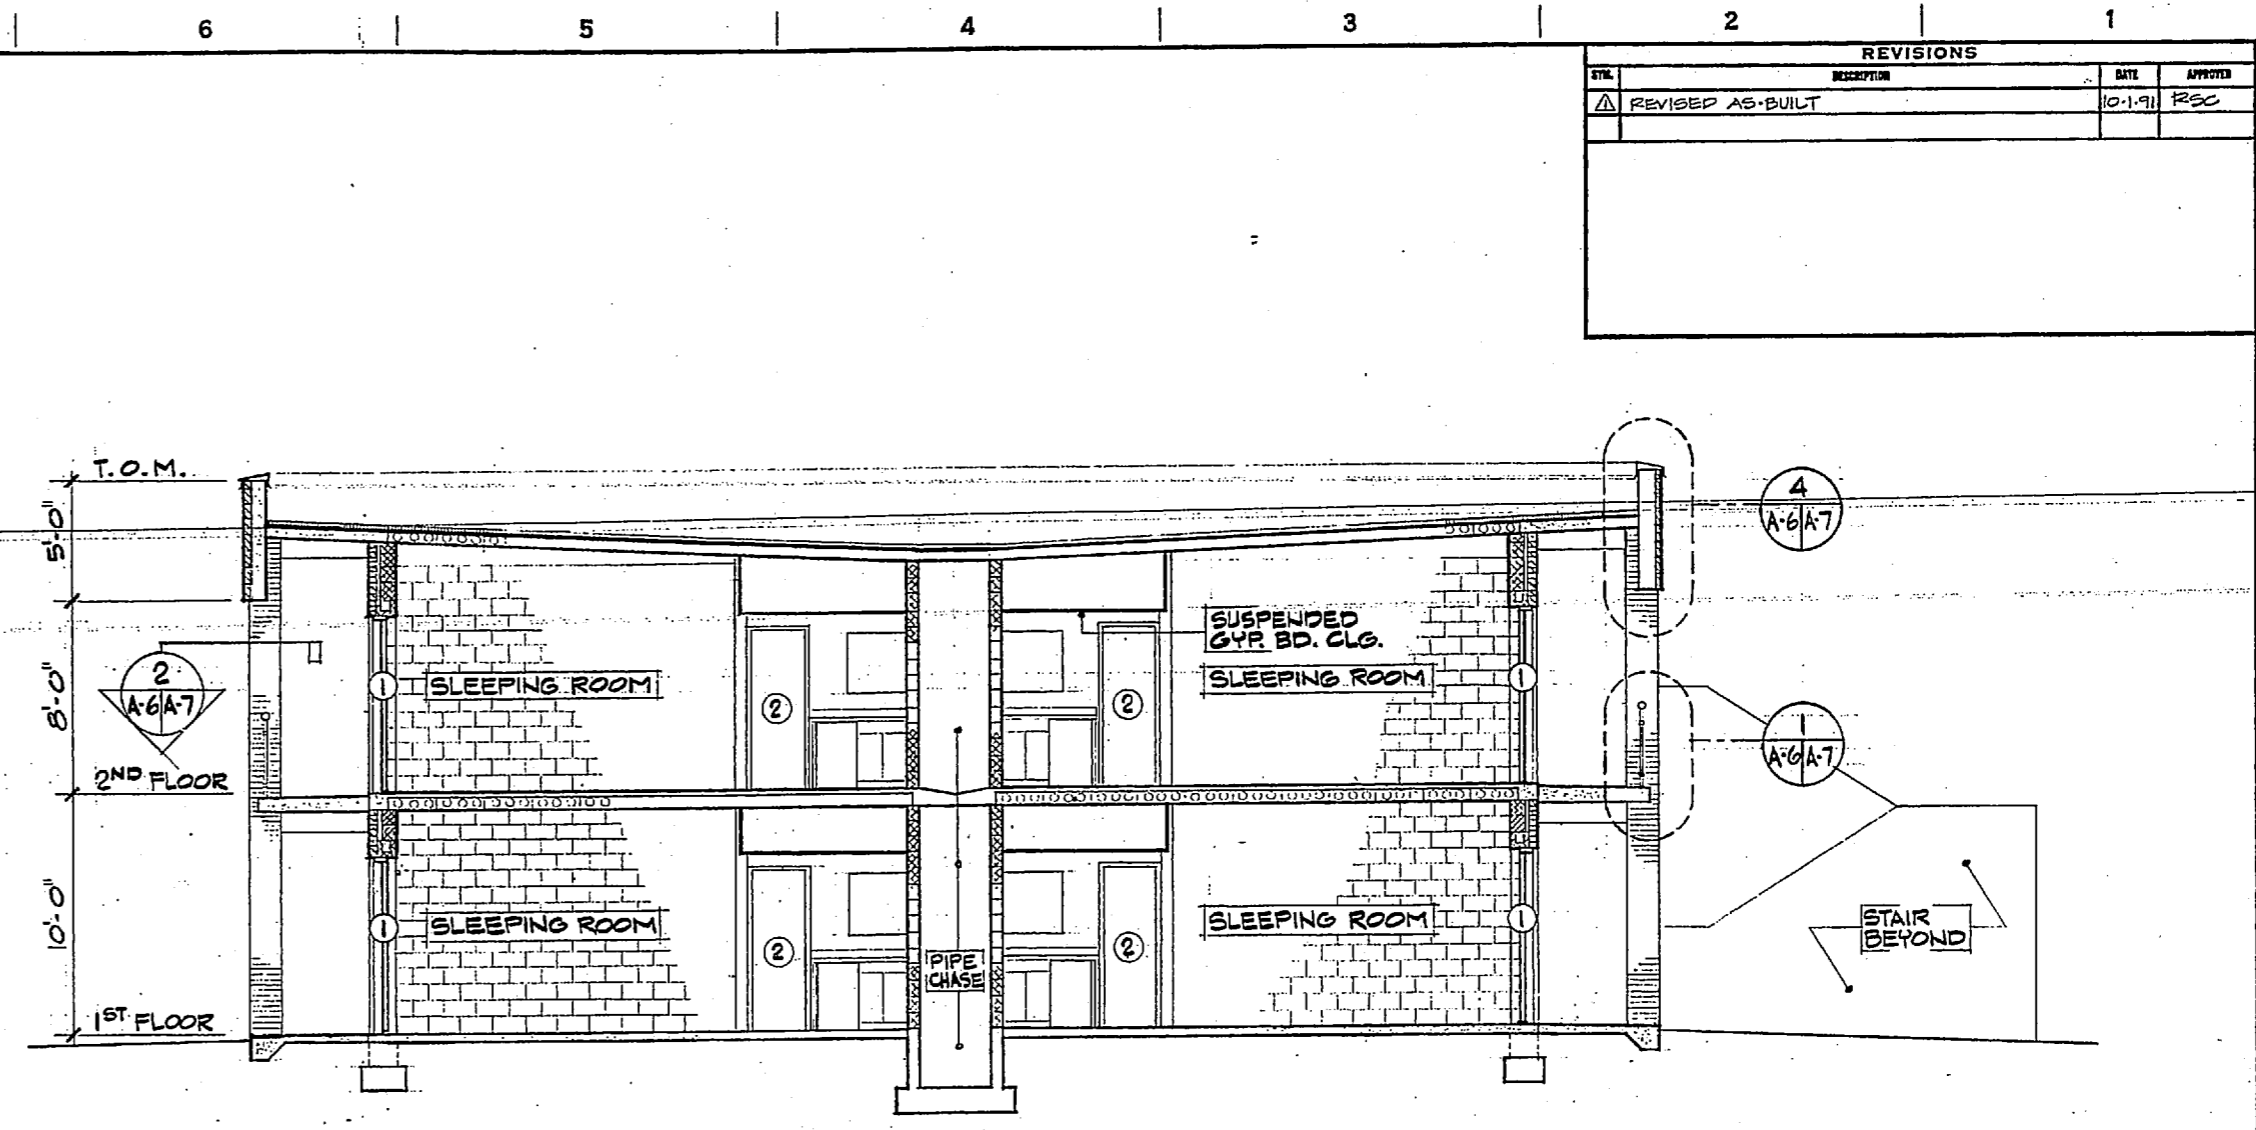 6 5 4 3 2 1
REVISIONS
SYM. DESCRIPTION DATE APPROVED
1 REVISED AS-BUILT 10-1-91 RSC
T.O.M.
5'-0"
4
A-6 A-7
SUSPENDED
GYP. BD. CLG.
8'-0"
2
A-6 A-7
1
SLEEPING ROOM
2
2
SLEEPING ROOM
1
1
A-6 A-7
2ND FLOOR
10'-0"
1
SLEEPING ROOM
2
PIPE
CHASE
2
SLEEPING ROOM
1
STAIR
BEYOND
1ST FLOOR